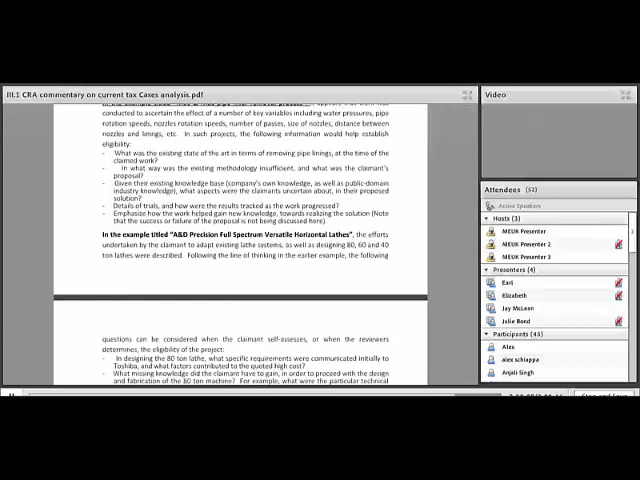 III.1 CRA commentary on current tax Cases analysis.pdf
conducted to ascertain the effect of a number of key variables including water pressures, pipe
rotation speeds, nozzles rotation speeds, number of passes, size of nozzles, distance between
nozzles and linings, etc. In such projects, the following information would help establish
eligibility:
- What was the existing state of the art in terms of removing pipe linings, at the time of the
claimed work?
- In what way was the existing methodology insufficient, and what was the claimant's
proposal?
- Given their existing knowledge base (company's own knowledge, as well as public-domain
industry knowledge), what aspects were the claimants uncertain about, in their proposed
solution?
- Details of trials, and how were the results tracked as the work progressed?
- Emphasize how the work helped gain new knowledge, towards realizing the solution (Note
that the success or failure of the proposal is not being discussed here).
In the example titled "A&D Precision Full Spectrum Versatile Horizontal Lathes", the efforts
undertaken by the claimant to adapt existing lathe systems, as well as designing 80, 60 and 40
ton lathes were described. Following the line of thinking in the earlier example, the following
questions can be considered when the claimant self-assesses, or when the reviewers
determines, the eligibility of the project:
- In designing the 80 ton lathe, what specific requirements were communicated initially to
Toshiba, and what factors contributed to the quoted high cost?
- What missing knowledge did the claimant have to gain, in order to proceed with the design
and fabrication of the 80 ton machine? For example, what were the particular technical
Video
Attendees (52)
Active Speakers
Hosts (3)
MEUK Presenter
MEUK Presenter 2
MEUK Presenter 3
Presenters (4)
Earl
Elizabeth
Jay McLean
Julie Bond
Participants (45)
Alex
alex schiappa
Anjali Singh